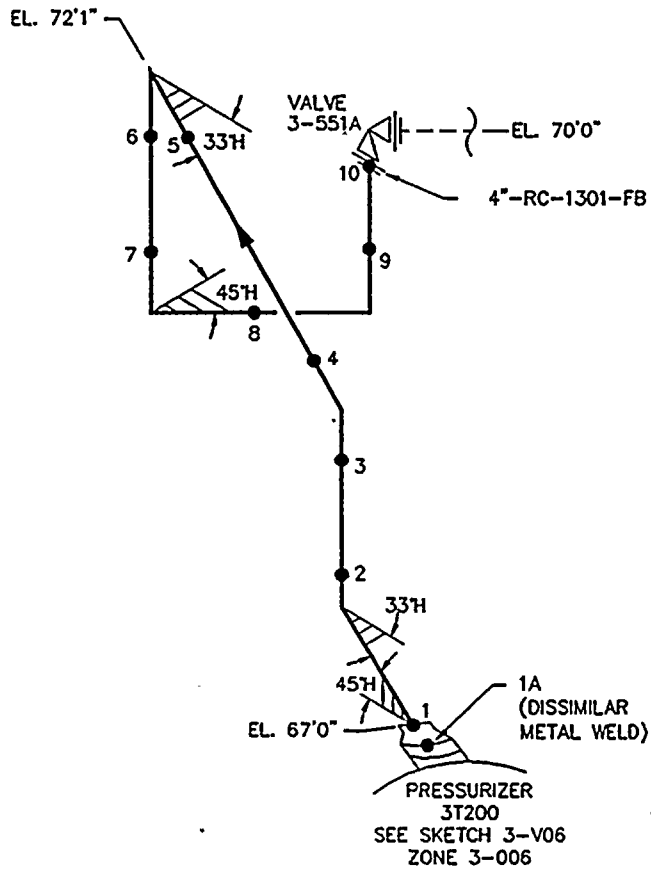 EL. 72'1"
VALVE
3-551A
EL. 70'0"
6
5
33°H
10
4"-RC-1301-FB
7
9
45°H
8
4
3
2
33°H
45°H
1
1A
(DISSIMILAR
METAL WELD)
EL. 67'0"
PRESSURIZER
3T200
SEE SKETCH 3-V06
ZONE 3-006